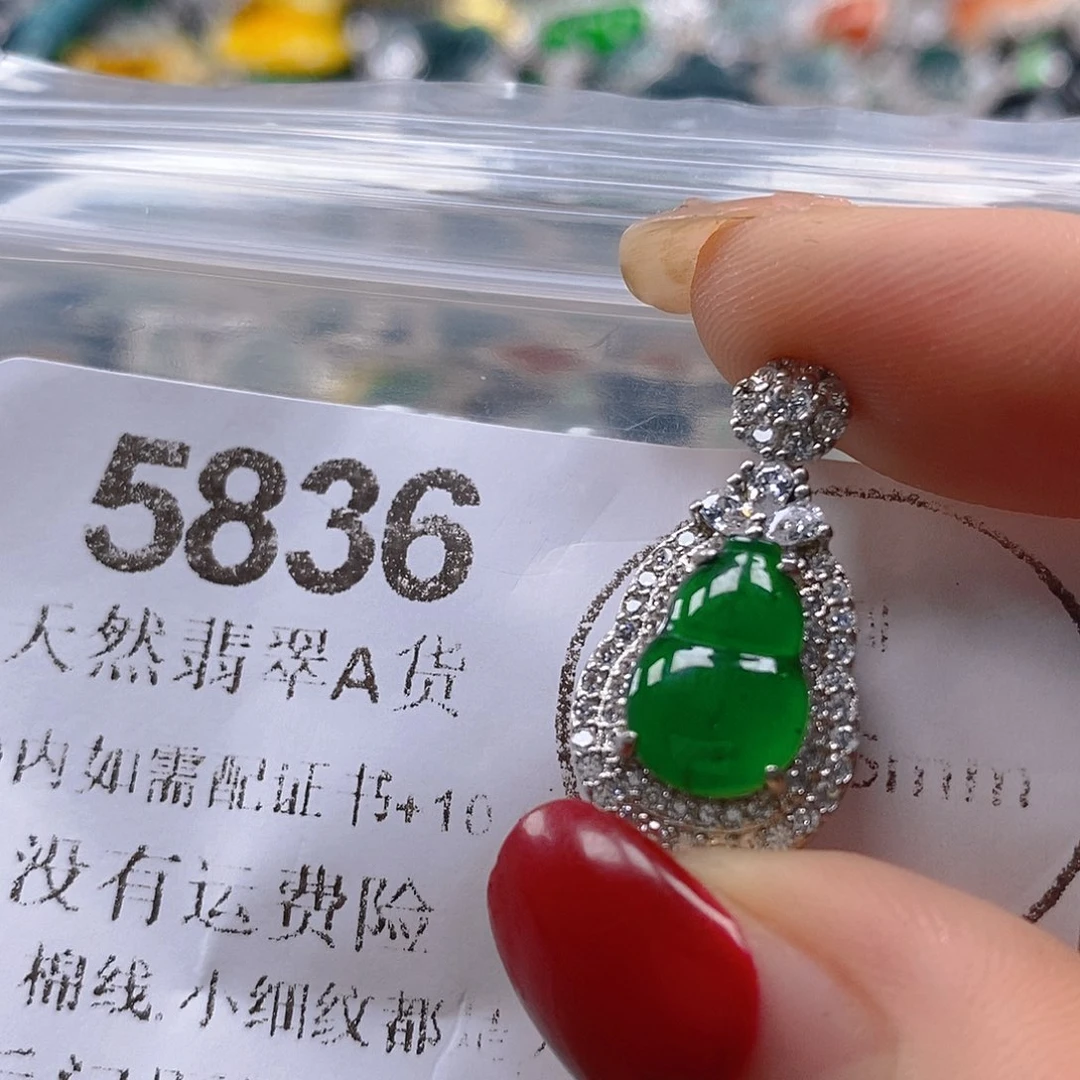 5836
天然翡翠A货
内如需配证书+10
没有运费险
棉线.小细纹都
mm